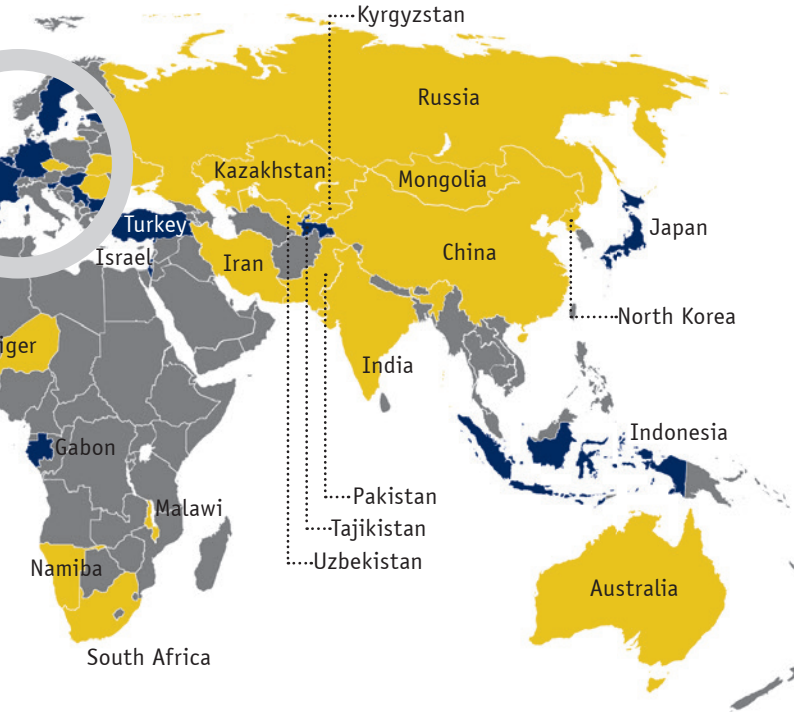 Kyrgyzstan
Russia
Kazakhstan
Mongolia
Turkey
Japan
Israel
Iran
China
North Korea
iger
India
Indonesia
Gabon
Pakistan
Malawi
Tajikistan
Uzbekistan
Namiba
Australia
South Africa